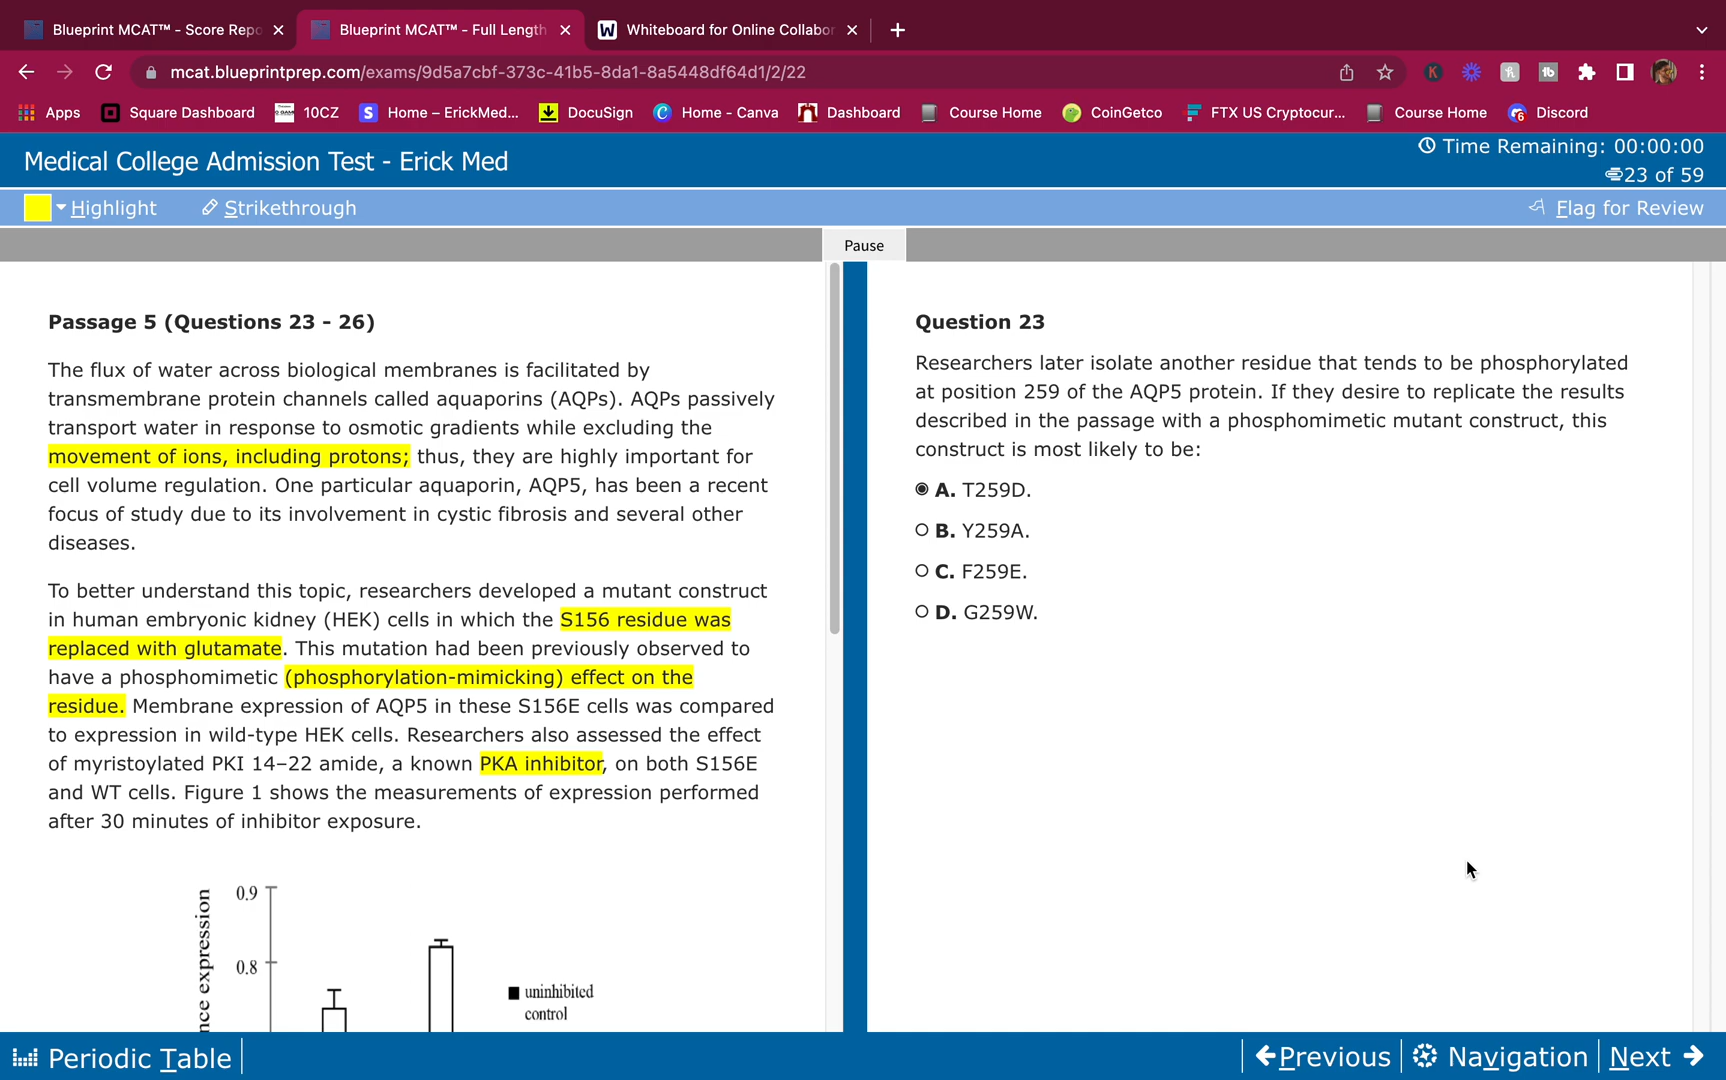 Blueprint MCAT™ - Score Repo
Blueprint MCAT™ - Full Length
Whiteboard for Online Collabor
mcat.blueprintprep.com/exams/9d5a7cbf-373c-41b5-8da1-8a5448df64d1/2/22
Apps
Square Dashboard
10CZ
Home – ErickMed...
DocuSign
Home - Canva
Dashboard
Course Home
CoinGetco
FTX US Cryptocur...
Course Home
Discord
Medical College Admission Test - Erick Med
Time Remaining: 00:00:00
23 of 59
Highlight
Strikethrough
Flag for Review
Pause
Passage 5 (Questions 23 - 26)
The flux of water across biological membranes is facilitated by
transmembrane protein channels called aquaporins (AQPs). AQPs passively
transport water in response to osmotic gradients while excluding the
movement of ions, including protons; thus, they are highly important for
cell volume regulation. One particular aquaporin, AQP5, has been a recent
focus of study due to its involvement in cystic fibrosis and several other
diseases.
To better understand this topic, researchers developed a mutant construct
in human embryonic kidney (HEK) cells in which the S156 residue was
replaced with glutamate. This mutation had been previously observed to
have a phosphomimetic (phosphorylation-mimicking) effect on the
residue. Membrane expression of AQP5 in these S156E cells was compared
to expression in wild-type HEK cells. Researchers also assessed the effect
of myristoylated PKI 14–22 amide, a known PKA inhibitor, on both S156E
and WT cells. Figure 1 shows the measurements of expression performed
after 30 minutes of inhibitor exposure.
nce expression
0.9
0.8
uninhibited
control
Question 23
Researchers later isolate another residue that tends to be phosphorylated
at position 259 of the AQP5 protein. If they desire to replicate the results
described in the passage with a phosphomimetic mutant construct, this
construct is most likely to be:
A. T259D.
B. Y259A.
C. F259E.
D. G259W.
Periodic Table
Previous
Navigation
Next